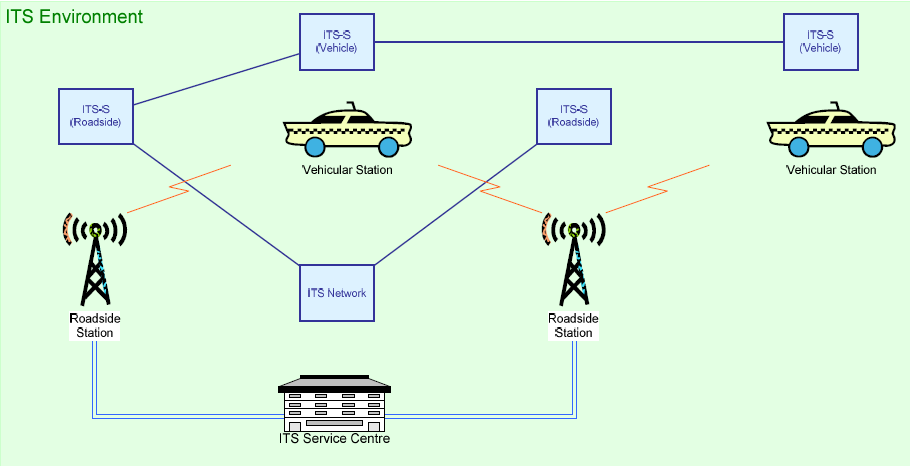 ITS Environment
ITS-S
(Vehicle)
ITS-S
(Vehicle)
ITS-S
(Roadside)
ITS-S
(Roadside)
Vehicular Station
Vehicular Station
ITS Network
Roadside
Station
Roadside
Station
ITS Service Centre